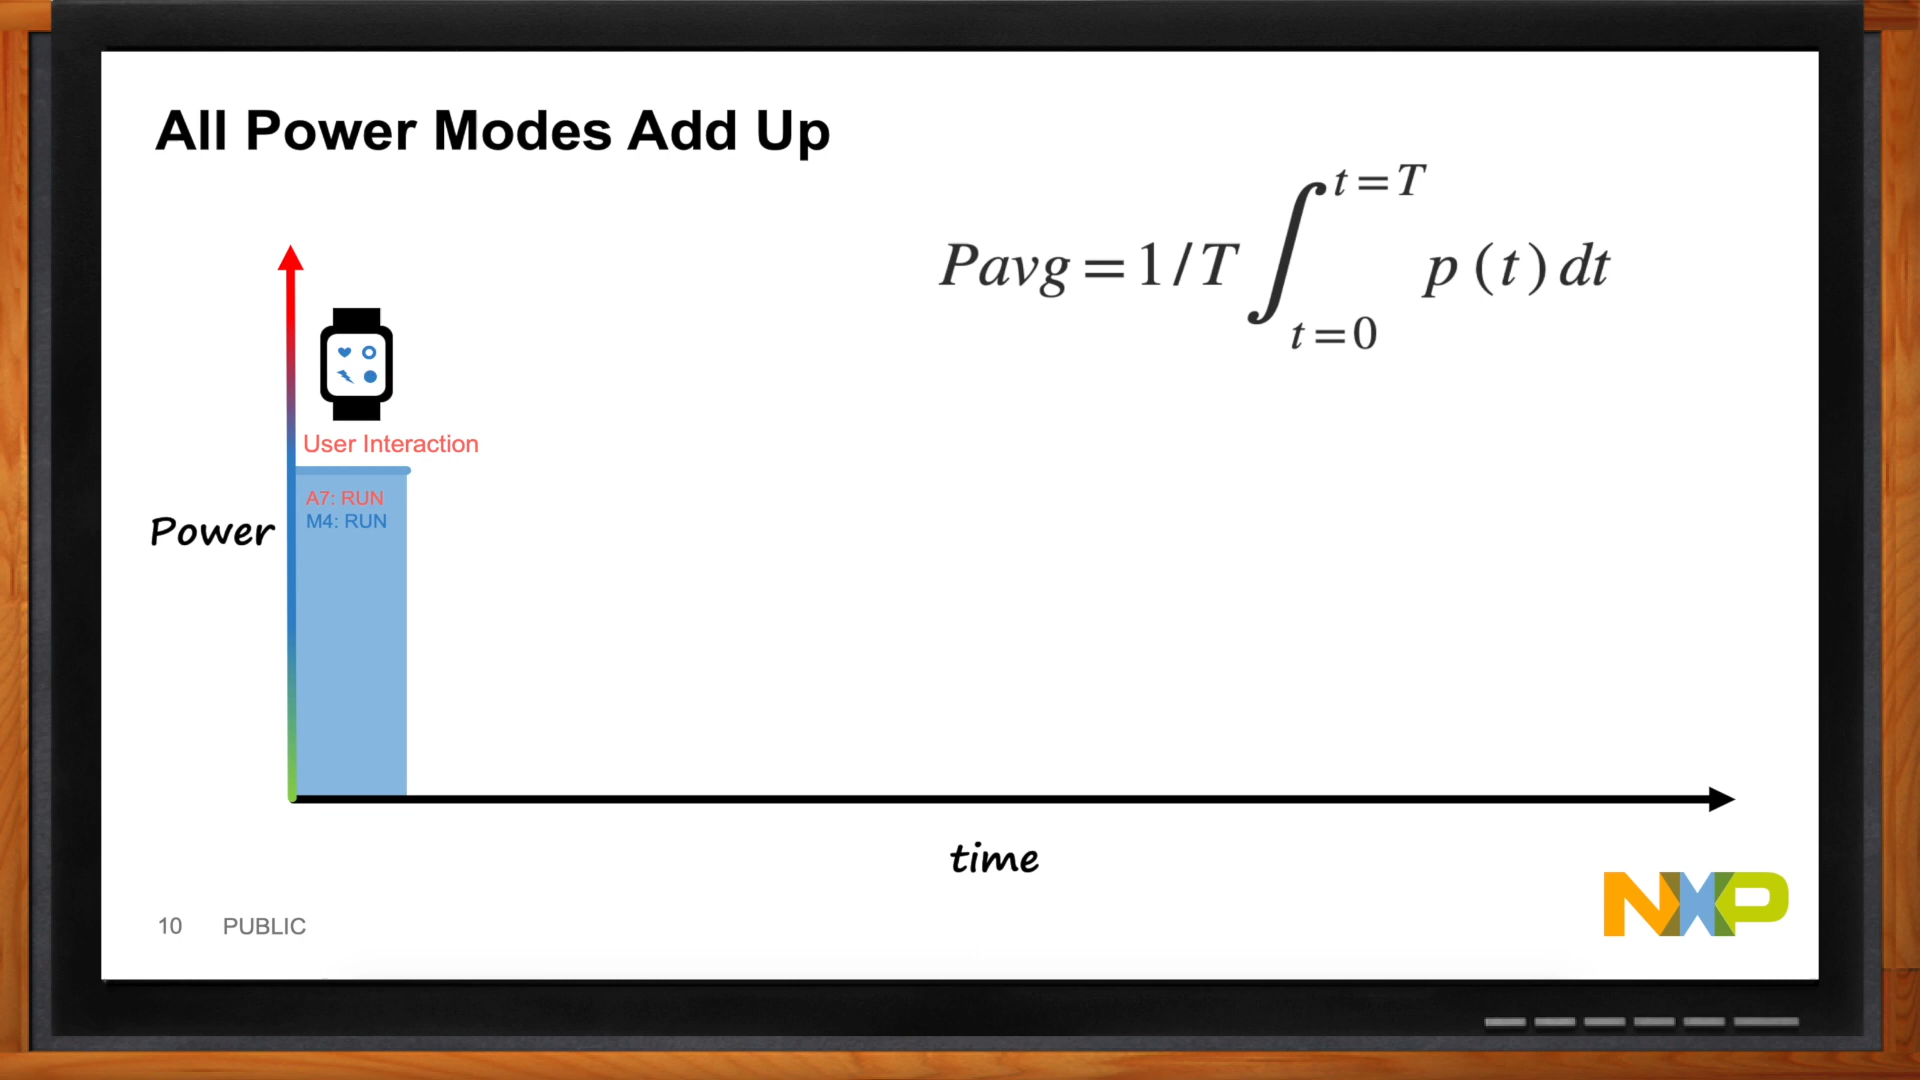 All Power Modes Add Up
Pavg = 1/T ∫ t=T t=0 p (t) dt
User Interaction
A7: RUN
M4: RUN
Power
time
10 PUBLIC
NXP